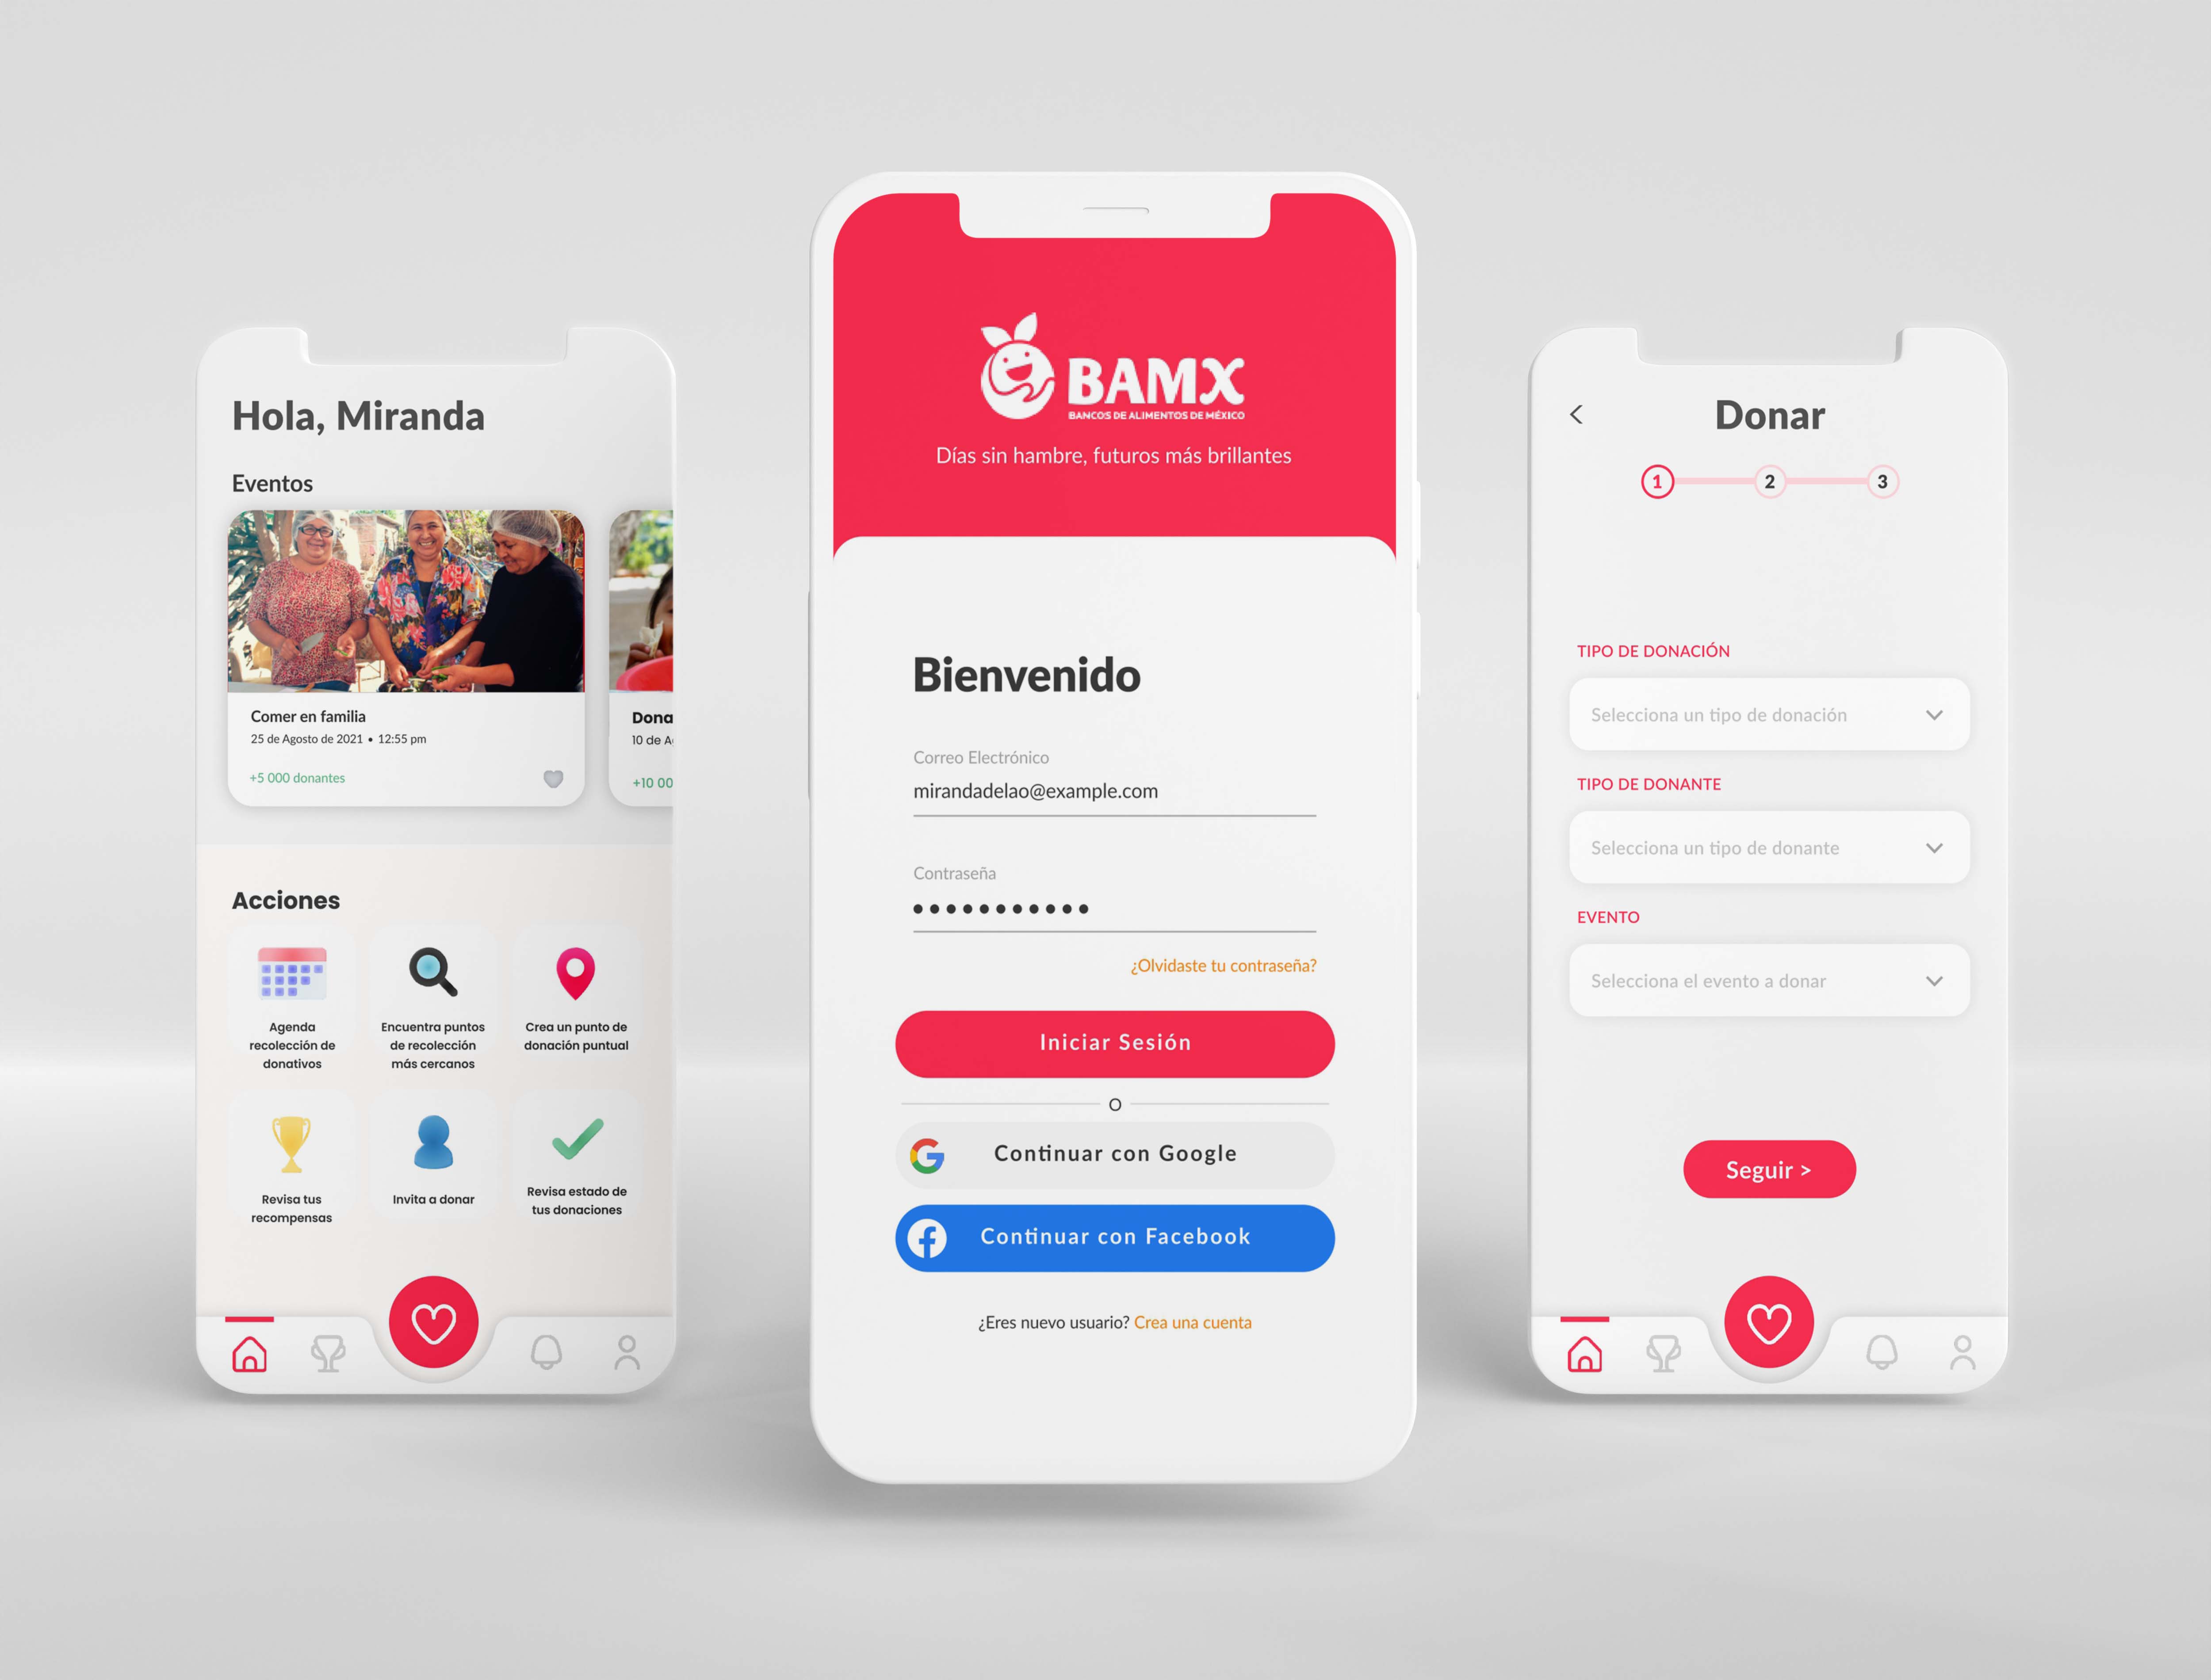 Hola, Miranda
Eventos
Comer en familia
25 de Agosto de 2021 • 12:55 pm
+5 000 donantes
Dona
10 de A
+10 00
Acciones
Agenda
recolección de
donativos
Encuentra puntos
de recolección
más cercanos
Crea un punto de
donación puntual
Revisa tus
recompensas
Invita a donar
Revisa estado de
tus donaciones
BAMX
BANCOS DE ALIMENTOS DE MÉXICO
Días sin hambre, futuros más brillantes
Bienvenido
Correo Electrónico
mirandadelao@example.com
Contraseña
¿Olvidaste tu contraseña?
Iniciar Sesión
O
Continuar con Google
Continuar con Facebook
¿Eres nuevo usuario? Crea una cuenta
<
Donar
1 2 3
TIPO DE DONACIÓN
Selecciona un tipo de donación
TIPO DE DONANTE
Selecciona un tipo de donante
EVENTO
Selecciona el evento a donar
Seguir >